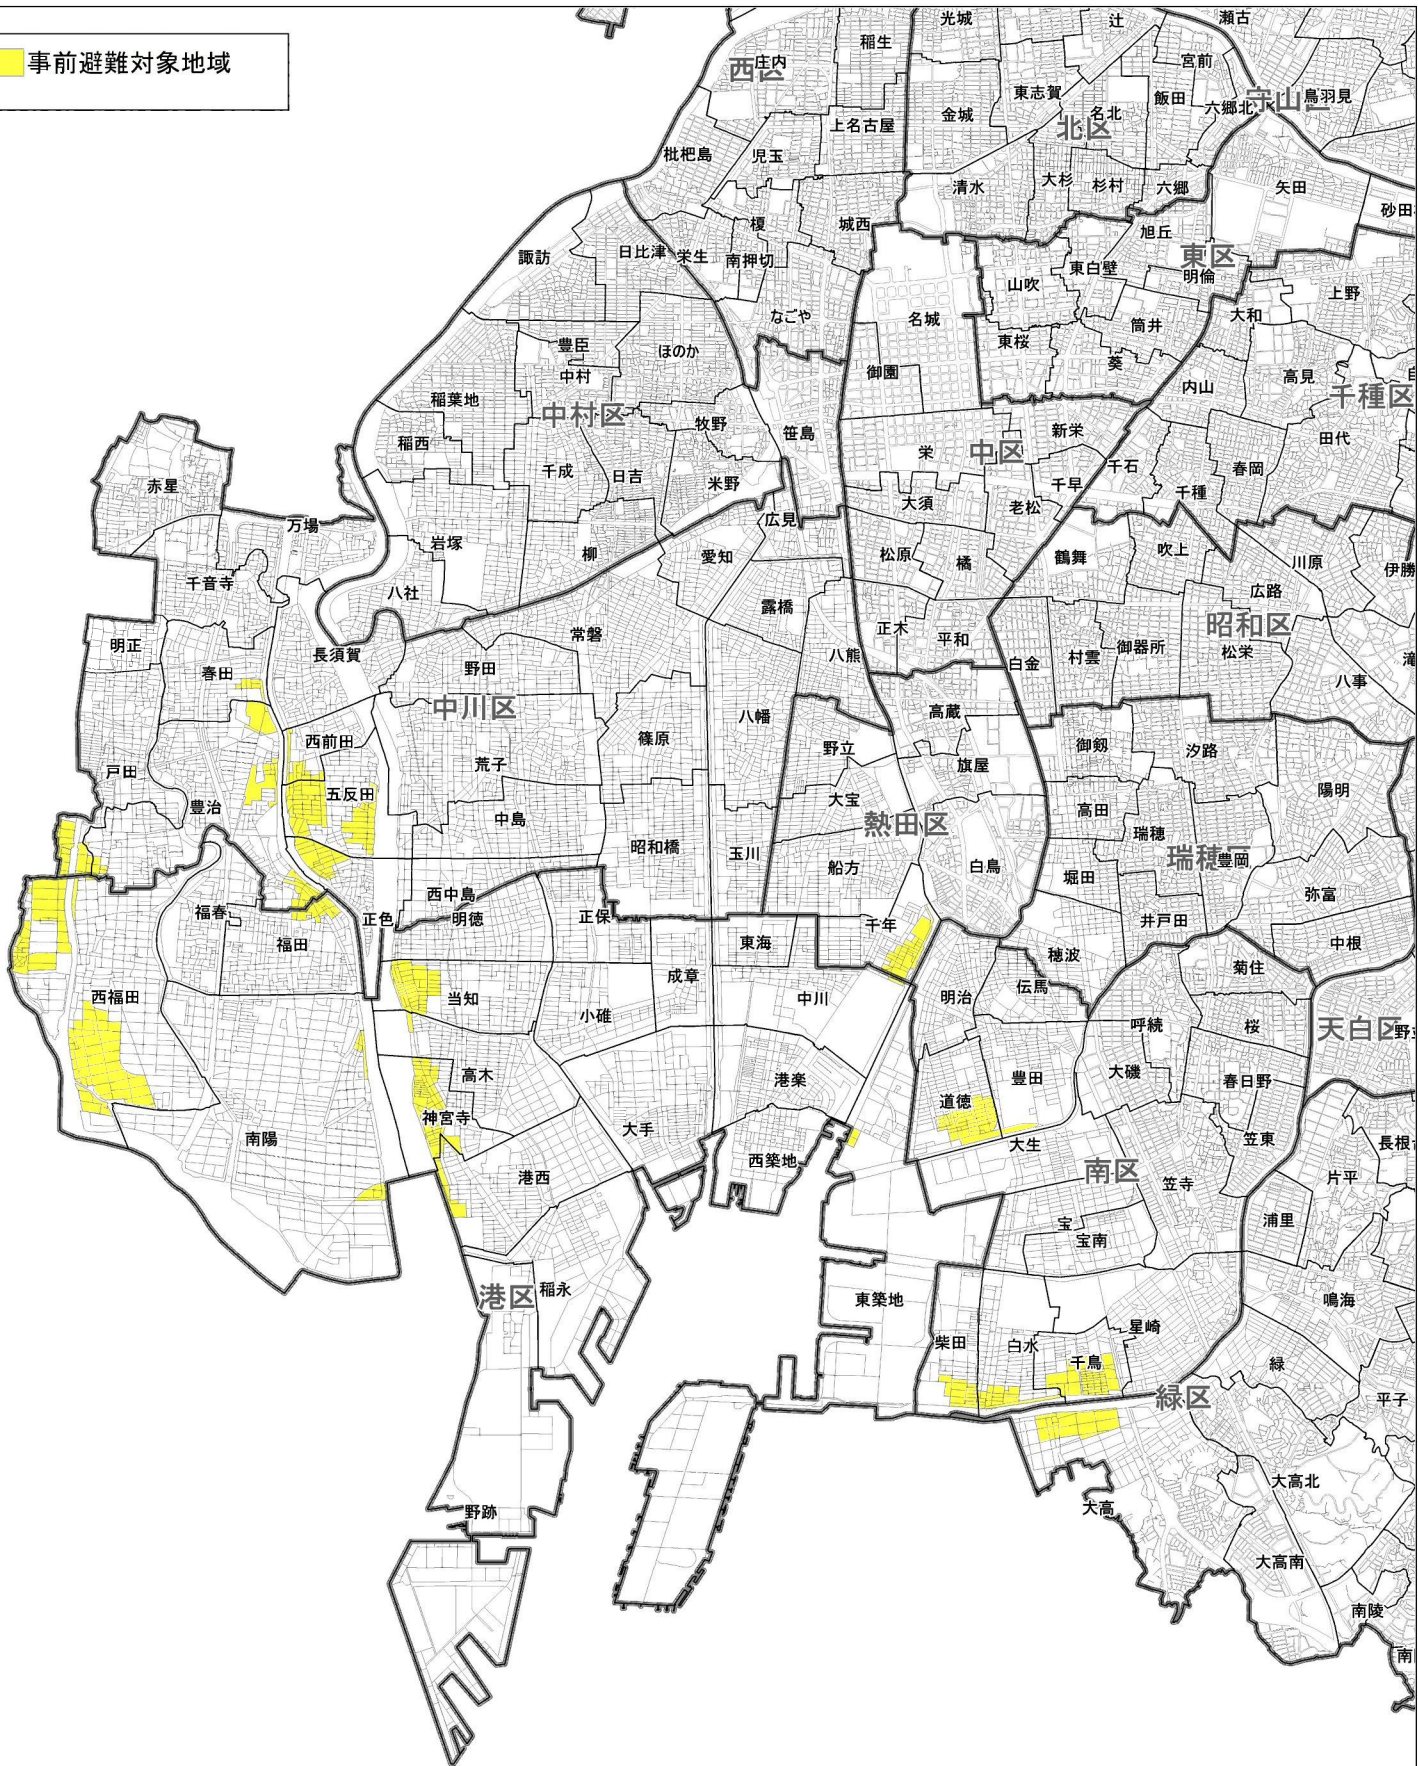 事前避難対象地域
光城
辻
瀬古
稲生
西区
庄内
宮前
東志賀
飯田
守山区
鳥羽見
金城
名北
六郷北
上名古屋
北区
枇杷島
児玉
清水
大杉
杉村
六郷
矢田
砂田
榎
城西
旭丘
諏訪
日比津
栄生
南押切
東区
東白壁
明倫
山吹
上野
なごや
名城
筒井
大和
豊臣
ほのか
東桜
葵
中村
御園
内山
高見
千種区
稲葉地
中村区
牧野
笹島
新栄
田代
稲西
栄
中区
千石
春岡
赤星
千成
日吉
米野
千早
千種
大須
老松
万場
広見
岩塚
柳
愛知
松原
橘
鶴舞
吹上
川原
伊勝
千音寺
八社
広路
露橋
正木
常磐
平和
昭和区
明正
長須賀
野田
八熊
白金
村雲
御器所
松栄
滝
春田
八事
中川区
八幡
高蔵
西前田
篠原
野立
御剱
汐路
戸田
荒子
旗屋
豊治
五反田
中島
大宝
高田
陽明
熱田区
瑞穂
昭和橋
玉川
船方
白鳥
瑞穂区
豊岡
堀田
西中島
弥富
福春
正色
明徳
正保
千年
井戸田
福田
東海
穂波
中根
西福田
当知
成章
中川
明治
伝馬
菊住
小碓
呼続
桜
天白区
野並
高木
港楽
豊田
大磯
春日野
神宮寺
道徳
南陽
大手
大生
笠東
長根台
西築地
港西
南区
笠寺
片平
宝
浦里
宝南
港区
稲永
東築地
鳴海
柴田
白水
星崎
千鳥
緑
緑区
平子
大高北
野跡
大高
大高南
南陵
南